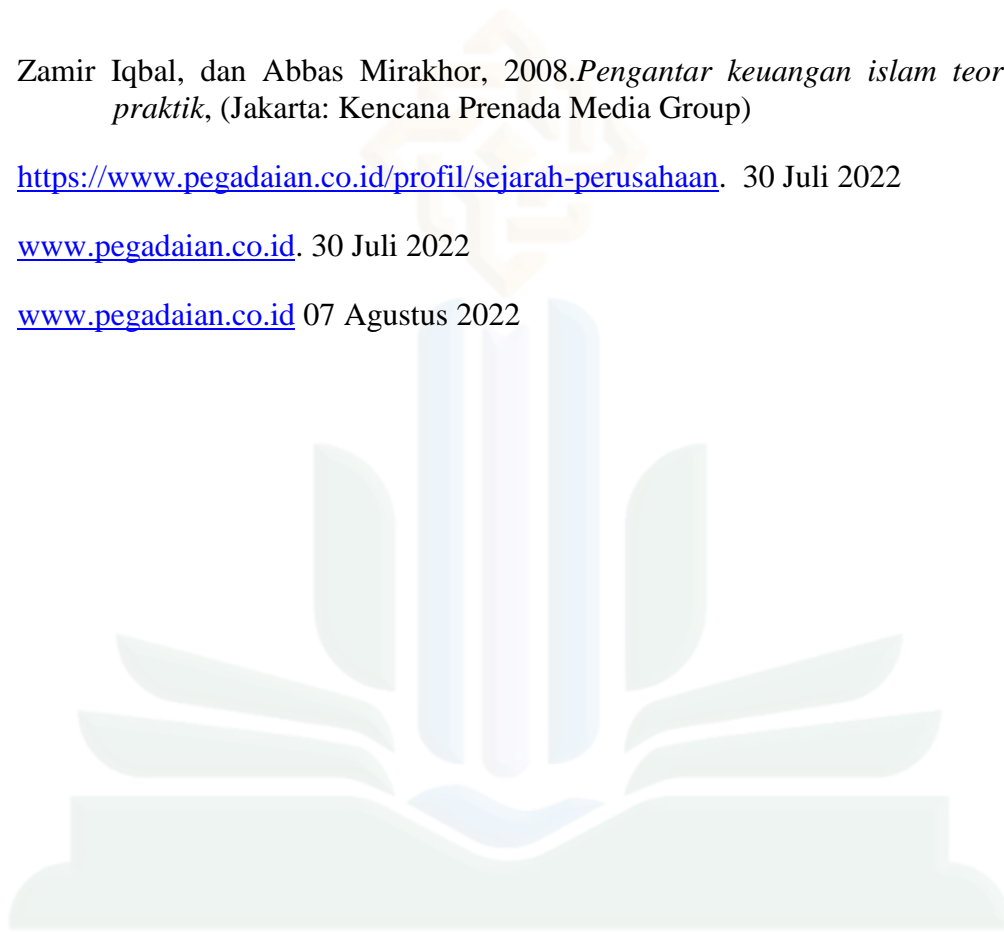 Zamir Iqbal, dan Abbas Mirakhor, 2008.Pengantar keuangan islam teor
praktik, (Jakarta: Kencana Prenada Media Group)
https://www.pegadaian.co.id/profil/sejarah-perusahaan. 30 Juli 2022
www.pegadaian.co.id. 30 Juli 2022
www.pegadaian.co.id 07 Agustus 2022